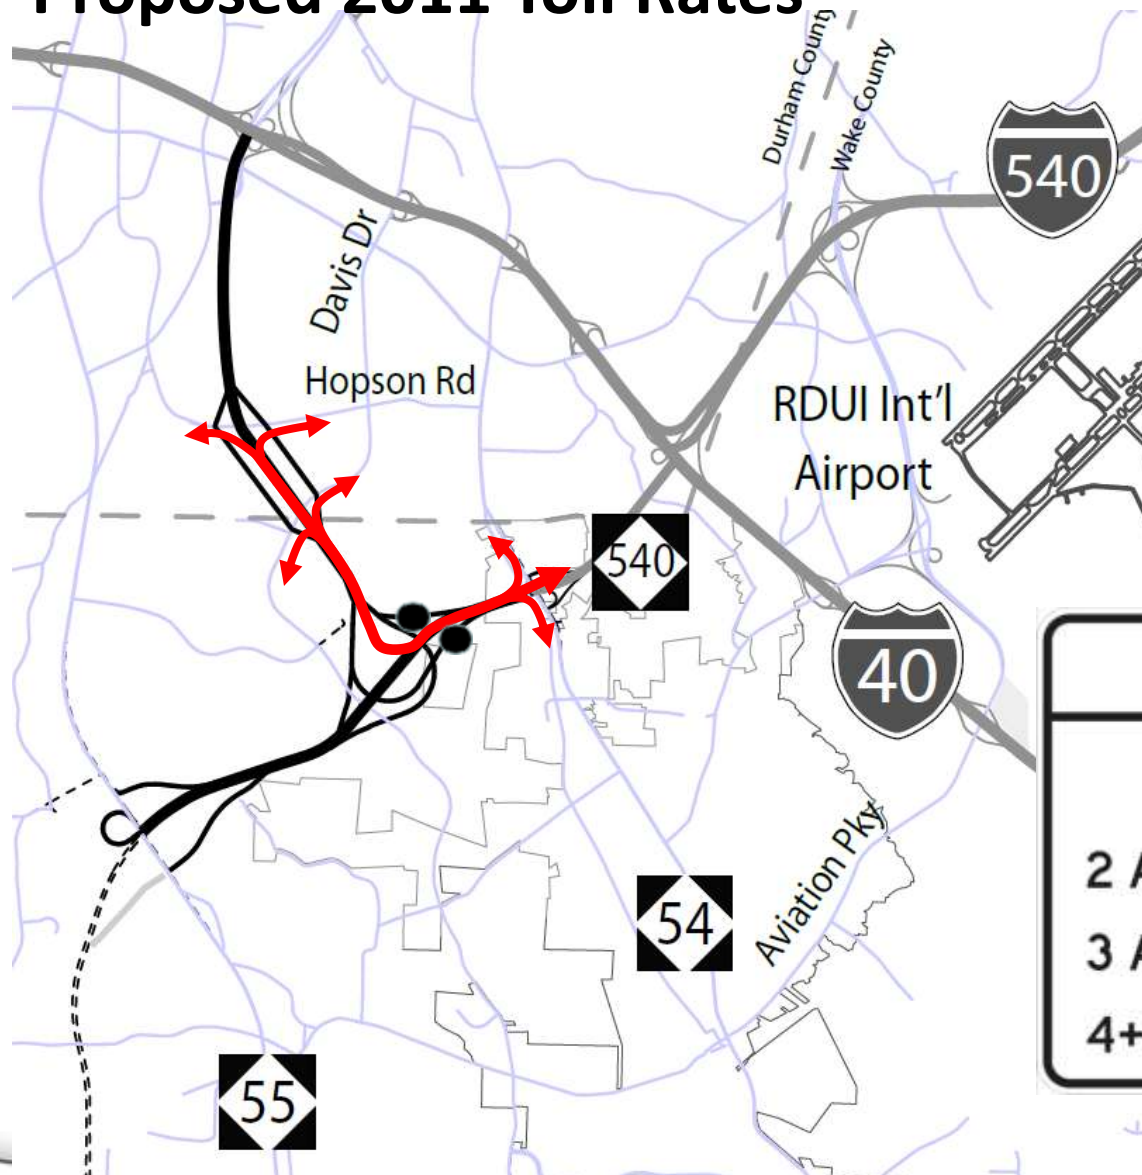 Proposed 2011 Toll Rates
Durham County
Wake County
540
Davis Dr
Hopson Rd
RDUI Int'l
Airport
540
40
2 A
3 A
4+
Aviation Pky
54
55